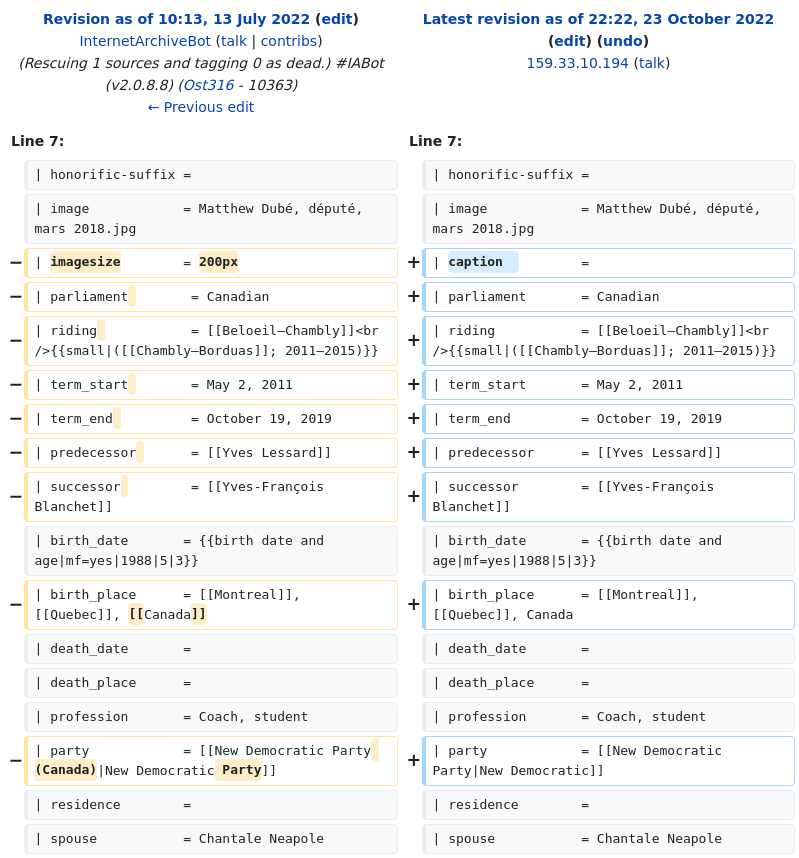 Revision as of 10:13, 13 July 2022 (edit)
InternetArchiveBot (talk | contribs)
(Rescuing 1 sources and tagging 0 as dead.) #IABot
(v2.0.8.8) (Ost316 - 10363)
← Previous edit
Latest revision as of 22:22, 23 October 2022
(edit) (undo)
159.33.10.194 (talk)
Line 7:
Line 7:
| honorific-suffix =
| honorific-suffix =
| image            = Matthew Dubé, député,
mars 2018.jpg
| image            = Matthew Dubé, député,
mars 2018.jpg
− | imagesize        = 200px
+ | caption          =
− | parliament        = Canadian
+ | parliament       = Canadian
− | riding            = [[Beloeil—Chambly]]<br
/>{{small|([[Chambly—Borduas]]; 2011–2015)}}
+ | riding           = [[Beloeil—Chambly]]<br
/>{{small|([[Chambly—Borduas]]; 2011–2015)}}
− | term_start        = May 2, 2011
+ | term_start       = May 2, 2011
− | term_end          = October 19, 2019
+ | term_end         = October 19, 2019
− | predecessor       = [[Yves Lessard]]
+ | predecessor      = [[Yves Lessard]]
− | successor         = [[Yves-François
Blanchet]]
+ | successor        = [[Yves-François
Blanchet]]
| birth_date       = {{birth date and
age|mf=yes|1988|5|3}}
| birth_date       = {{birth date and
age|mf=yes|1988|5|3}}
− | birth_place      = [[Montreal]],
[[Quebec]], [[Canada]]
+ | birth_place      = [[Montreal]],
[[Quebec]], Canada
| death_date       =
| death_date       =
| death_place      =
| death_place      =
| profession       = Coach, student
| profession       = Coach, student
− | party            = [[New Democratic Party
(Canada)|New Democratic Party]]
+ | party            = [[New Democratic
Party|New Democratic]]
| residence        =
| residence        =
| spouse           = Chantale Neapole
| spouse           = Chantale Neapole